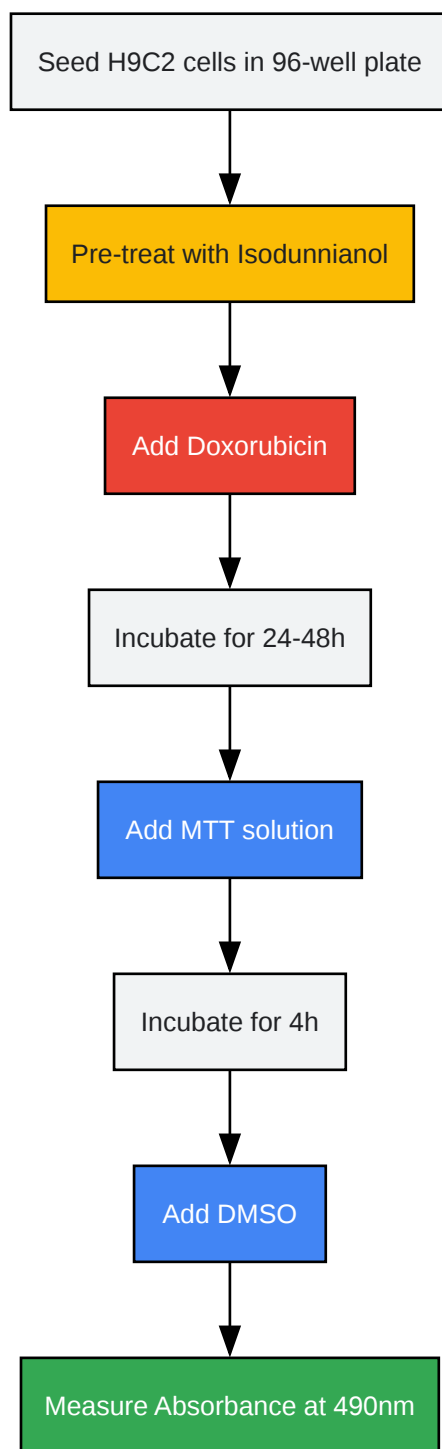 Seed H9C2 cells in 96-well plate
Pre-treat with Isodunnianol
Add Doxorubicin
Incubate for 24-48h
Add MTT solution
Incubate for 4h
Add DMSO
Measure Absorbance at 490nm